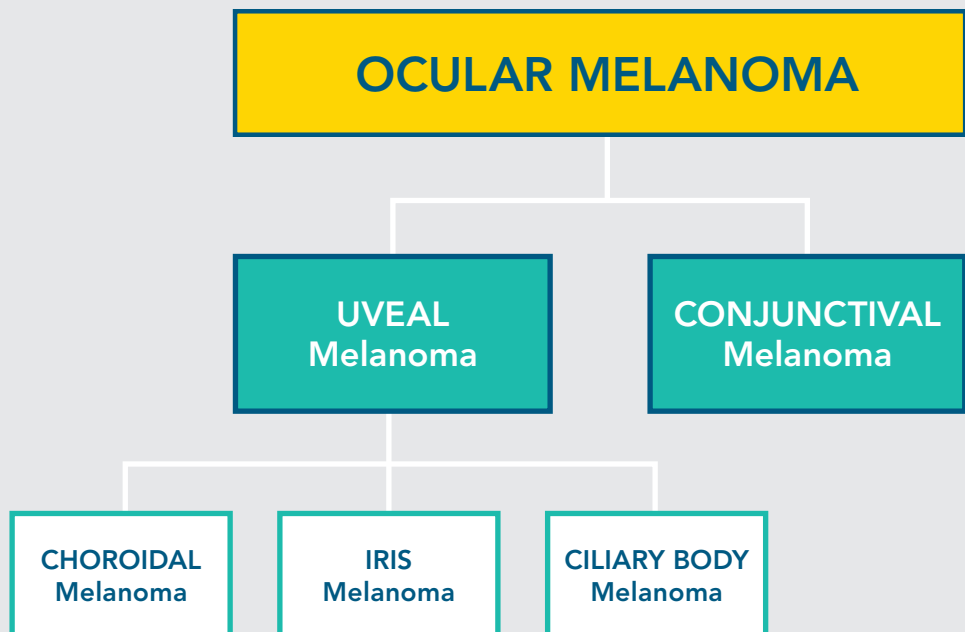 OCULAR MELANOMA
UVEAL
Melanoma
CONJUNCTIVAL
Melanoma
CHOROIDAL
Melanoma
IRIS
Melanoma
CILIARY BODY
Melanoma